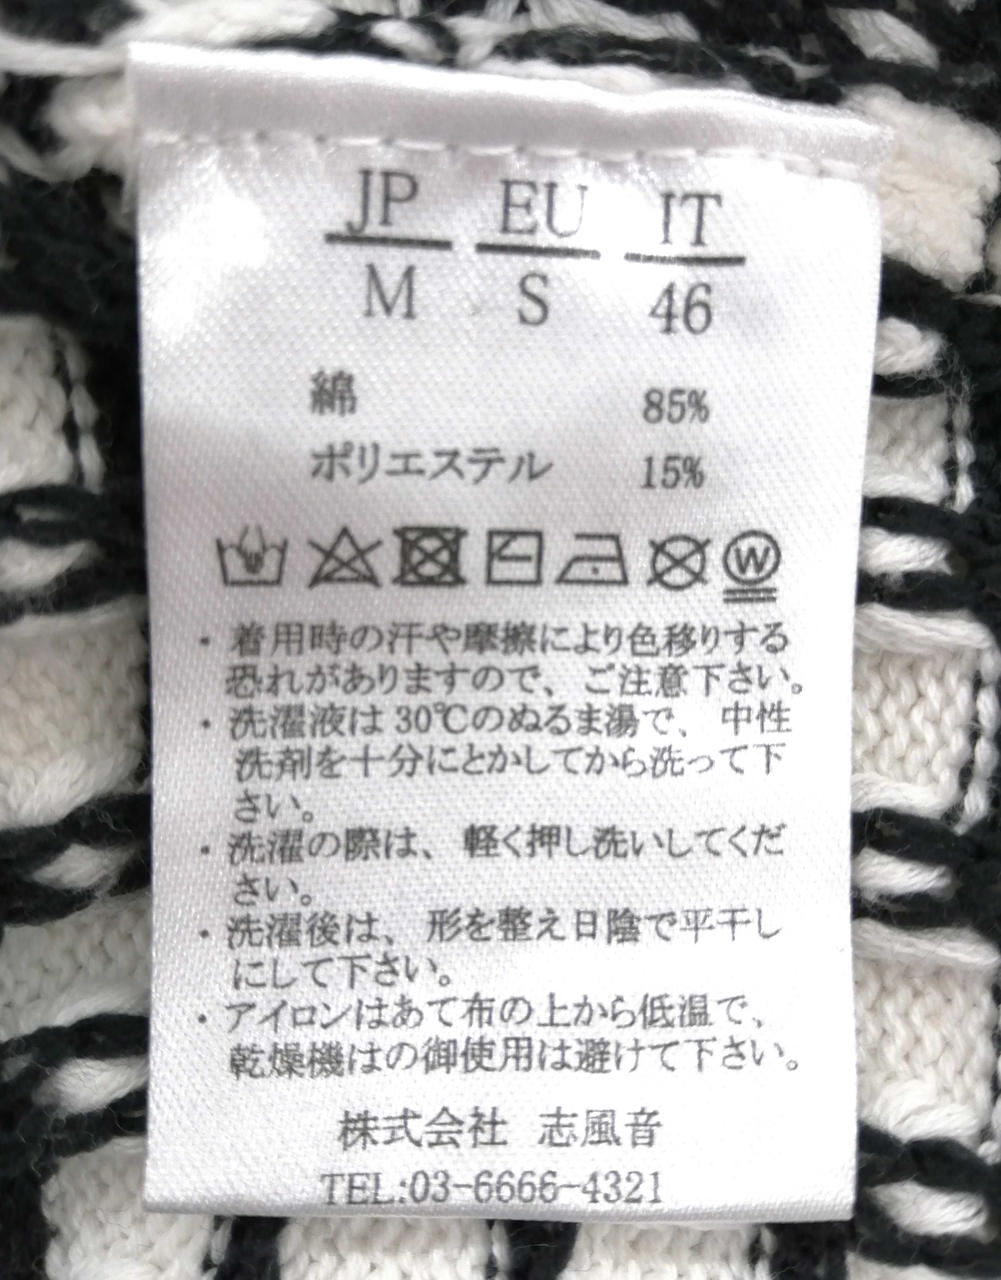 JP EU IT
M S 46
綿 85%
ポリエステル 15%
W
・着用時の汗や摩擦により色移りする
恐れがありますので、ご注意下さい。
・洗濯液は30℃のぬるま湯で、中性
洗剤を十分にとかしてから洗って下
さい。
・洗濯の際は、軽く押し洗いしてくだ
さい。
・洗濯後は、形を整え日陰で平干し
にして下さい。
・アイロンはあて布の上から低温で、
乾燥機はの御使用は避けて下さい。
株式会社 志風音
TEL:03-6666-4321